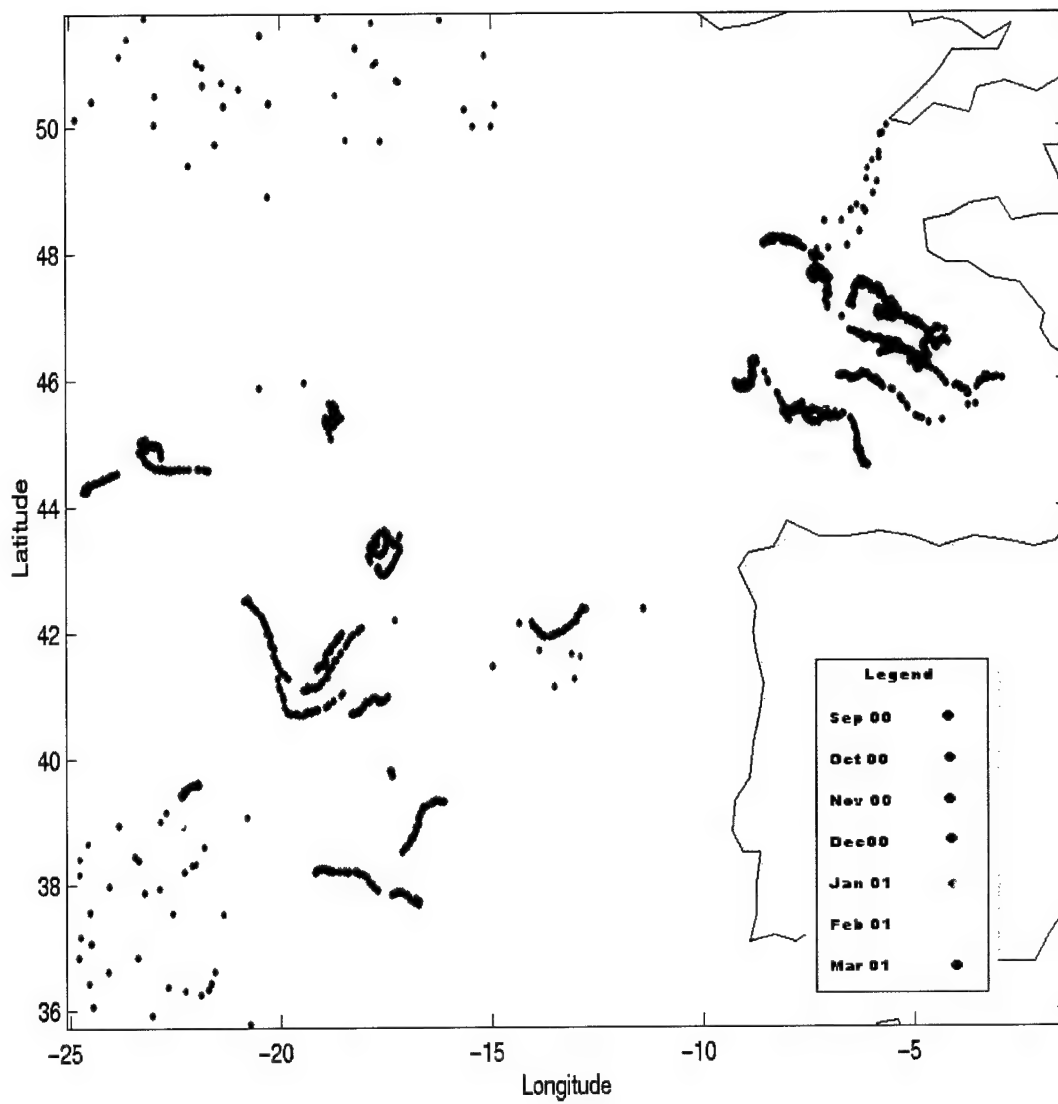 50
48
46
44
42
40
38
36
Latitude
-25
-20
-15
-10
-5
Longitude
Legend
Sep 00
Oct 00
Nov 00
Dec00
Jan 01
Feb 01
Mar 01